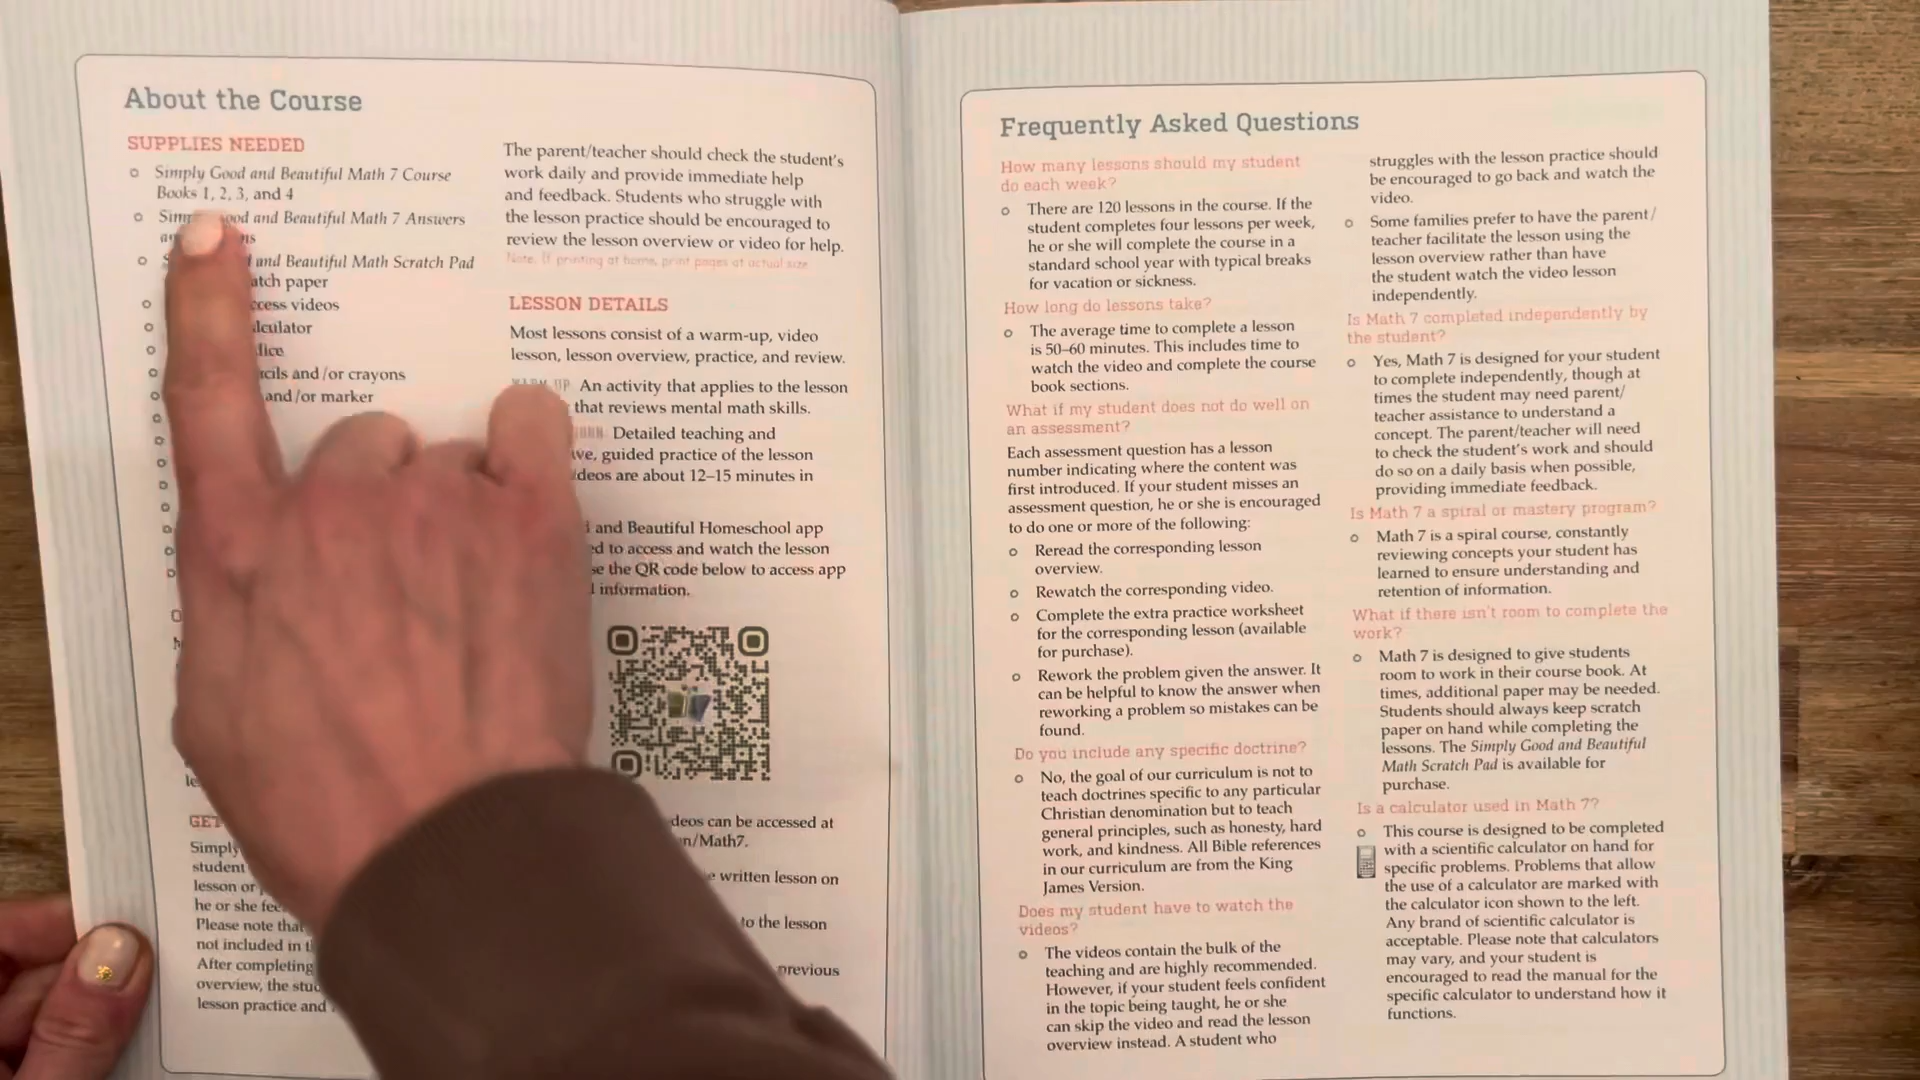 About the Course
SUPPLIES NEEDED
Simply Good and Beautiful Math 7 Course
Books 1, 2, 3, and 4
good and Beautiful Math 7 Answers
and Beautiful Math Scratch Pad
paper
videos
and/or crayons
and/or marker
Simply
student
lesson or
he or she
Please note that
not included in
After completing
overview, the
lesson practice and
The parent/teacher should check the student's
work daily and provide immediate help
and feedback. Students who struggle with
the lesson practice should be encouraged to
review the lesson overview or video for help.
Note: If printing at home, print pages at actual size.
LESSON DETAILS
Most lessons consist of a warm-up, video
lesson, lesson overview, practice, and review.
UP An activity that applies to the lesson
that reviews mental math skills.
Detailed teaching and
guided practice of the lesson
are about 12–15 minutes in
and Beautiful Homeschool app
to access and watch the lesson
the QR code below to access app
information.
can be accessed at
/Math7.
written lesson on
to the lesson
previous
Frequently Asked Questions
How many lessons should my student
do each week?
There are 120 lessons in the course. If the
student completes four lessons per week,
he or she will complete the course in a
standard school year with typical breaks
for vacation or sickness.
How long do lessons take?
The average time to complete a lesson
is 50–60 minutes. This includes time to
watch the video and complete the course
book sections.
What if my student does not do well on
an assessment?
Each assessment question has a lesson
number indicating where the content was
first introduced. If your student misses an
assessment question, he or she is encouraged
to do one or more of the following:
Reread the corresponding lesson
overview.
Rewatch the corresponding video.
Complete the extra practice worksheet
for the corresponding lesson (available
for purchase).
Rework the problem given the answer. It
can be helpful to know the answer when
reworking a problem so mistakes can be
found.
Do you include any specific doctrine?
No, the goal of our curriculum is not to
teach doctrines specific to any particular
Christian denomination but to teach
general principles, such as honesty, hard
work, and kindness. All Bible references
in our curriculum are from the King
James Version.
Does my student have to watch the
videos?
The videos contain the bulk of the
teaching and are highly recommended.
However, if your student feels confident
in the topic being taught, he or she
can skip the video and read the lesson
overview instead. A student who
struggles with the lesson practice should
be encouraged to go back and watch the
video.
Some families prefer to have the parent/
teacher facilitate the lesson using the
lesson overview rather than have
the student watch the video lesson
independently.
Is Math 7 completed independently by
the student?
Yes, Math 7 is designed for your student
to complete independently, though at
times the student may need parent/
teacher assistance to understand a
concept. The parent/teacher will need
to check the student's work and should
do so on a daily basis when possible,
providing immediate feedback.
Is Math 7 a spiral or mastery program?
Math 7 is a spiral course, constantly
reviewing concepts your student has
learned to ensure understanding and
retention of information.
What if there isn't room to complete the
work?
Math 7 is designed to give students
room to work in their course book. At
times, additional paper may be needed.
Students should always keep scratch
paper on hand while completing the
lessons. The Simply Good and Beautiful
Math Scratch Pad is available for
purchase.
Is a calculator used in Math 7?
This course is designed to be completed
with a scientific calculator on hand for
specific problems. Problems that allow
the use of a calculator are marked with
the calculator icon shown to the left.
Any brand of scientific calculator is
acceptable. Please note that calculators
may vary, and your student is
encouraged to read the manual for the
specific calculator to understand how it
functions.